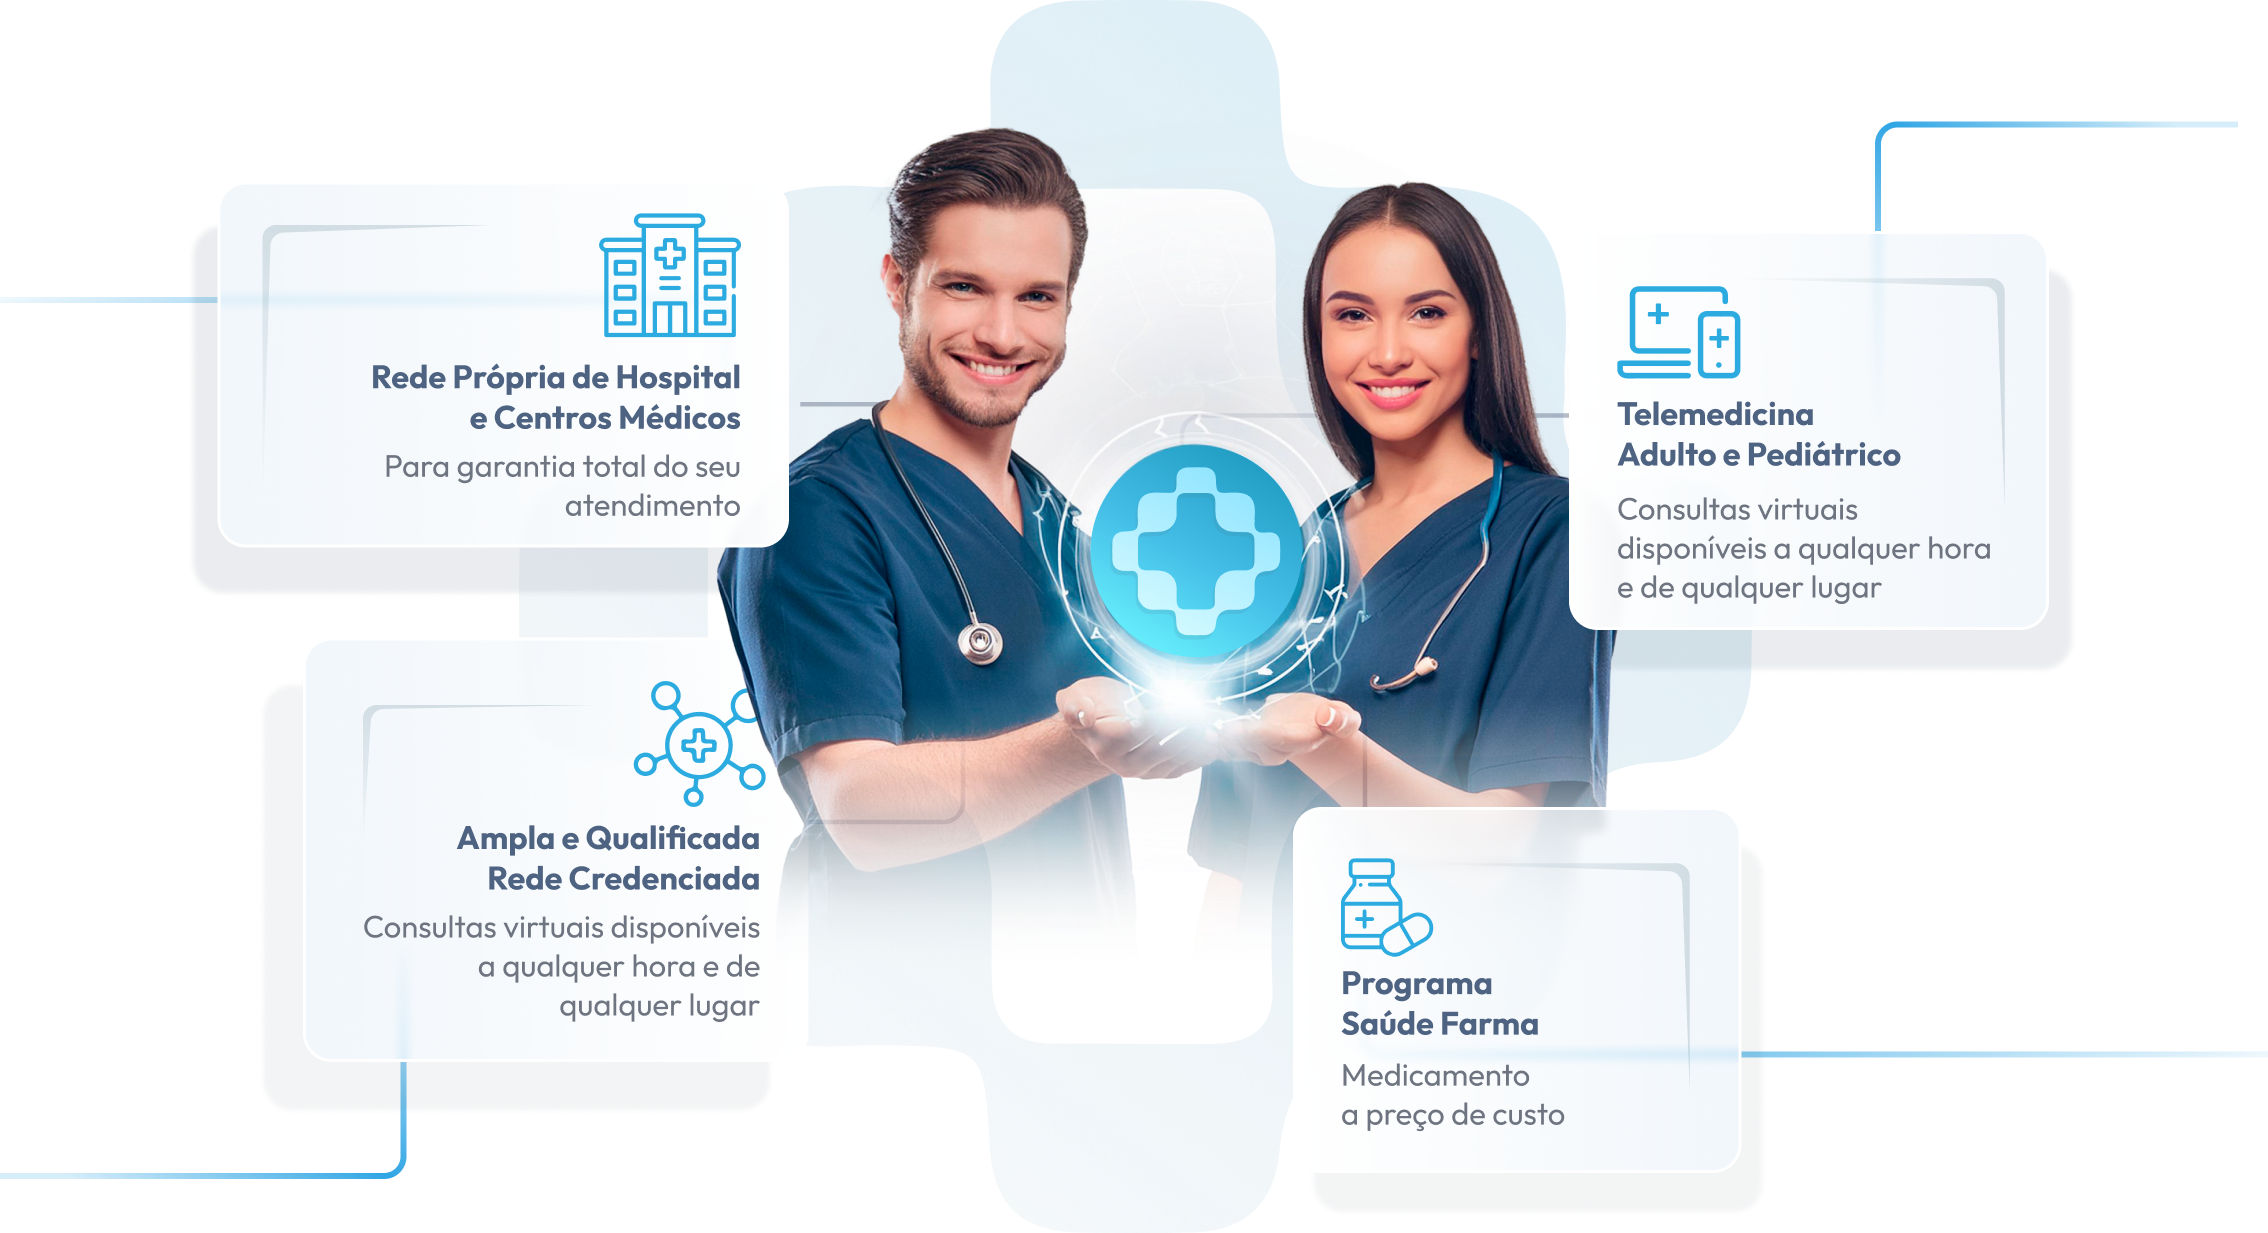 Rede Própria de Hospital
e Centros Médicos
Para garantia total do seu
atendimento
Telemedicina
Adulto e Pediátrico
Consultas virtuais
disponíveis a qualquer hora
e de qualquer lugar
Ampla e Qualificada
Rede Credenciada
Consultas virtuais disponíveis
a qualquer hora e de
qualquer lugar
Programa
Saúde Farma
Medicamento
a preço de custo